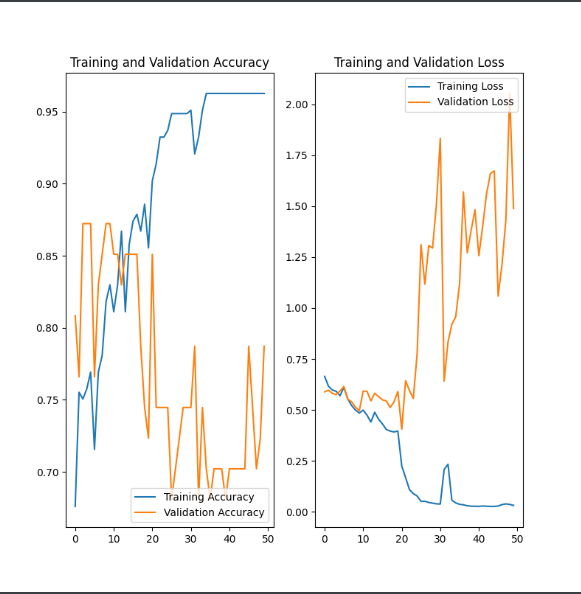 Training and Validation Accuracy
0.95
0.90
0.85
0.80
0.75
0.70
0 10 20 30 40 50
Training Accuracy
Validation Accuracy
Training and Validation Loss
2.00
1.75
1.50
1.25
1.00
0.75
0.50
0.25
0.00
0 10 20 30 40 50
Training Loss
Validation Loss